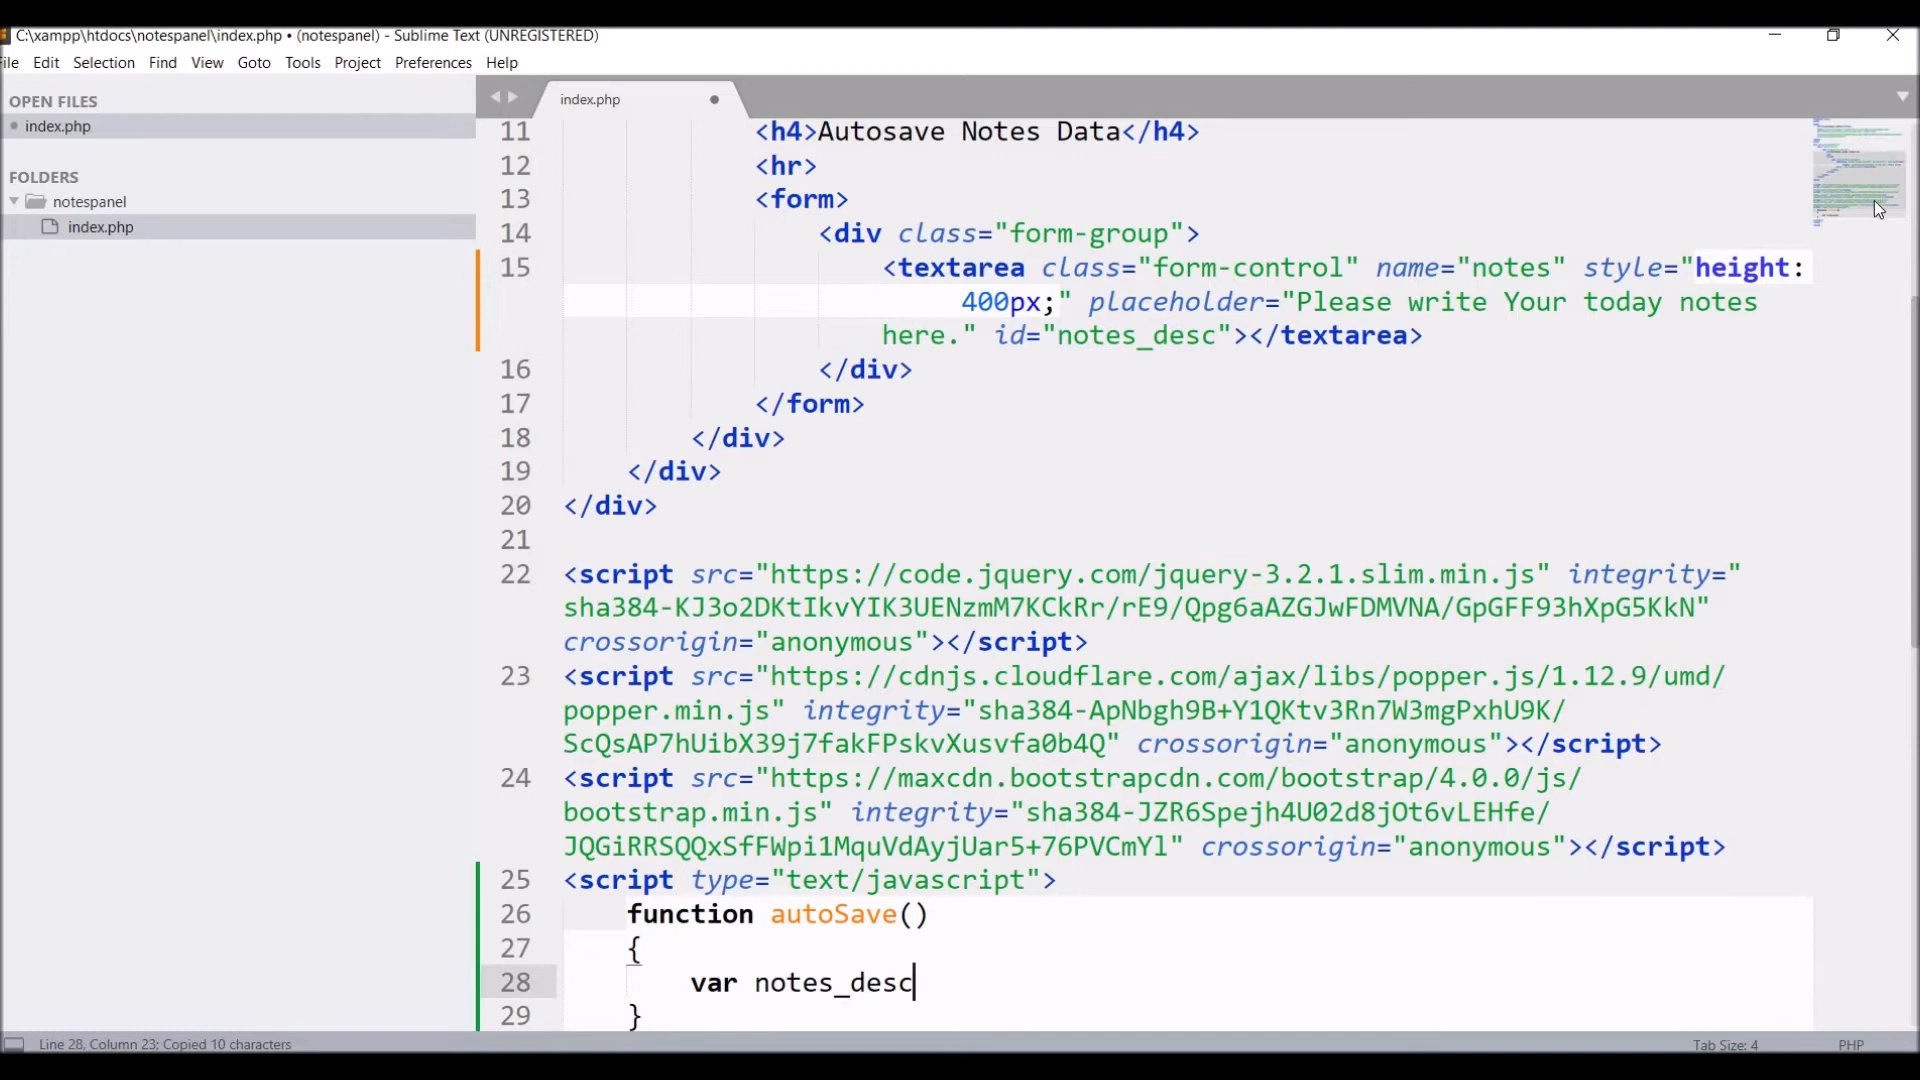 C:\xampp\htdocs\notespanel\index.php • (notespanel) - Sublime Text (UNREGISTERED)
ile Edit Selection Find View Goto Tools Project Preferences Help
OPEN FILES
index.php
FOLDERS
notespanel
index.php
index.php
11 <h4>Autosave Notes Data</h4>
12 <hr>
13 <form>
14 <div class="form-group">
15 <textarea class="form-control" name="notes" style="height:
400px;" placeholder="Please write Your today notes
here." id="notes_desc"></textarea>
16 </div>
17 </form>
18 </div>
19 </div>
20 </div>
21
22 <script src="https://code.jquery.com/jquery-3.2.1.slim.min.js" integrity="
sha384-KJ3o2DKtIkvYIK3UENzmM7KCkRr/rE9/Qpg6aAZGJwFDMVNA/GpGFF93hXpG5KkN"
crossorigin="anonymous"></script>
23 <script src="https://cdnjs.cloudflare.com/ajax/libs/popper.js/1.12.9/umd/
popper.min.js" integrity="sha384-ApNbgh9B+Y1QKtv3Rn7W3mgPxhU9K/
ScQsAP7hUibX39j7fakFPskvXusvfa0b4Q" crossorigin="anonymous"></script>
24 <script src="https://maxcdn.bootstrapcdn.com/bootstrap/4.0.0/js/
bootstrap.min.js" integrity="sha384-JZR6Spejh4U02d8jOt6vLEHfe/
JQGiRRSQQxSfFWpi1MquVdAyjUar5+76PVCmYl" crossorigin="anonymous"></script>
25 <script type="text/javascript">
26 function autoSave()
27 {
28 var notes_desc
29 }
Line 28, Column 23; Copied 10 characters
Tab Size: 4
PHP